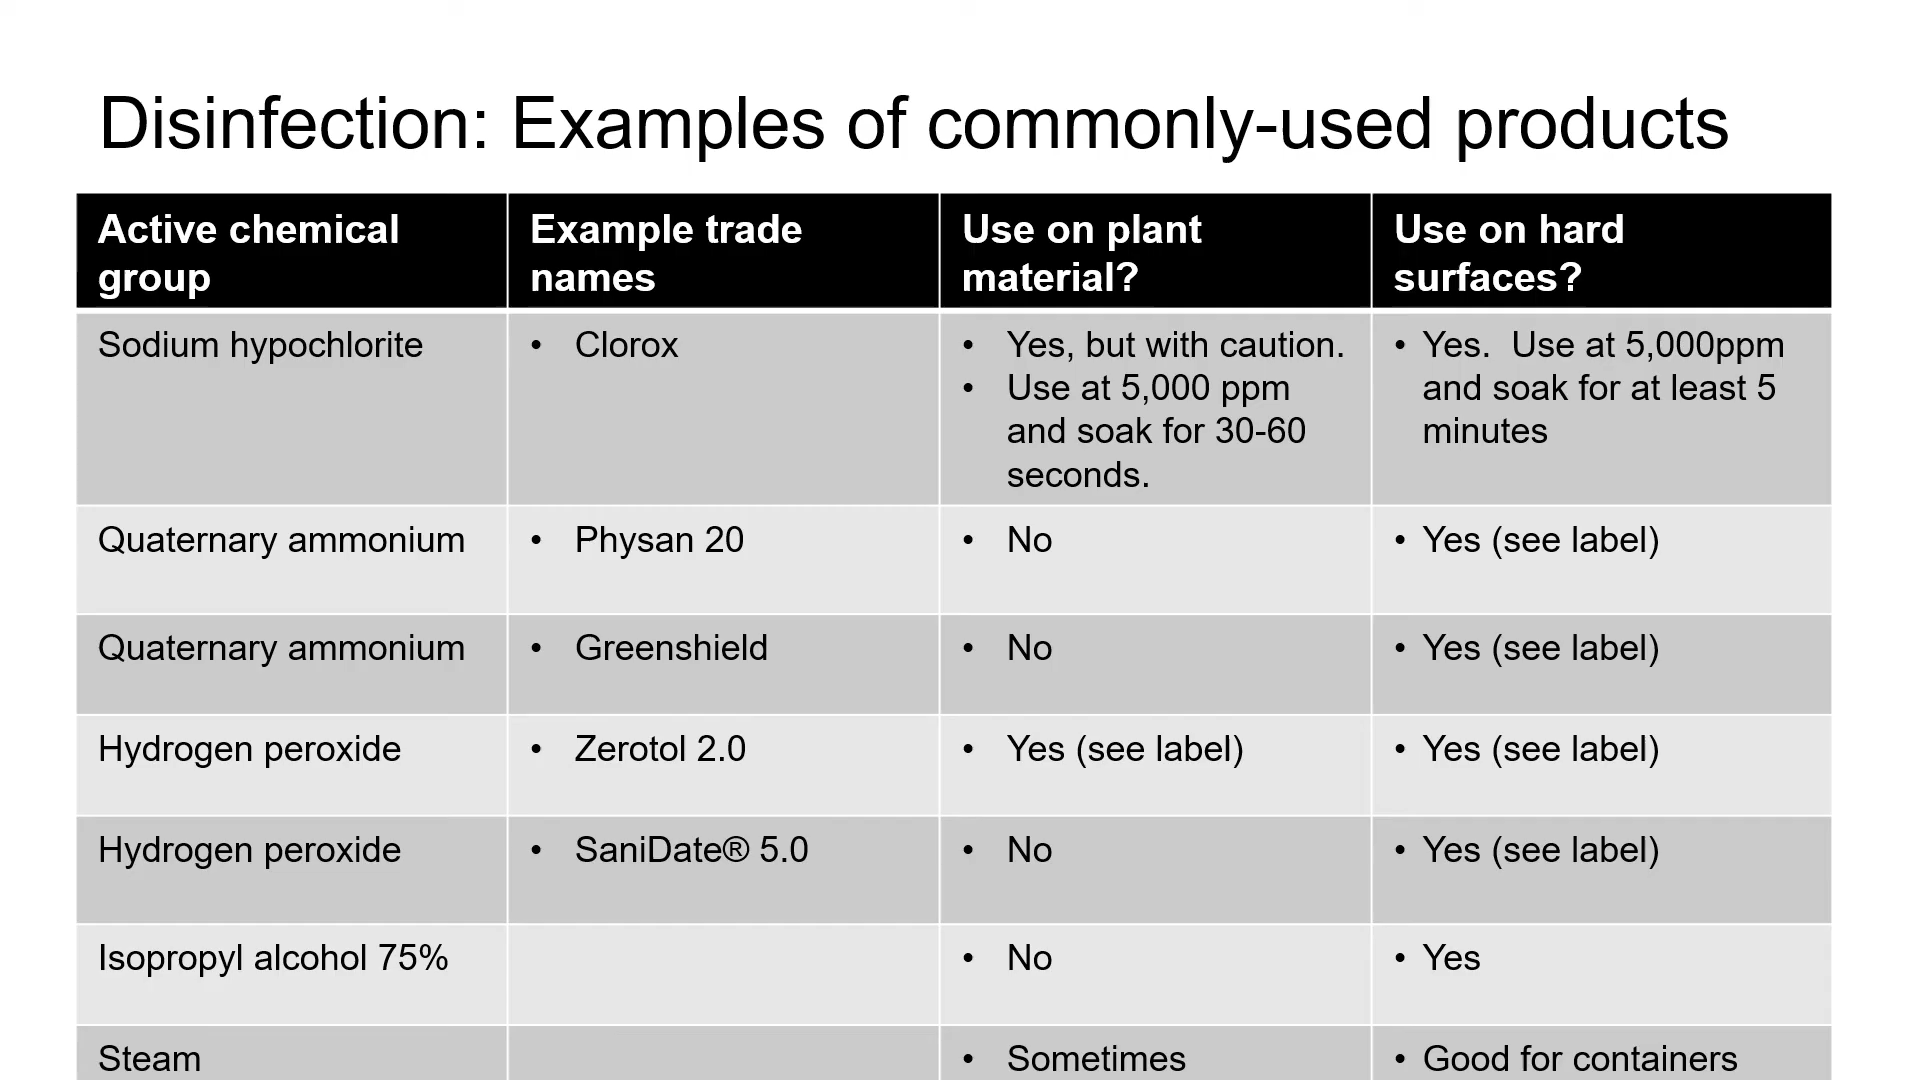 Disinfection: Examples of commonly-used products
Active chemical group
Example trade names
Use on plant material?
Use on hard surfaces?
Sodium hypochlorite
• Clorox
• Yes, but with caution.
• Use at 5,000 ppm
and soak for 30-60
seconds.
• Yes.  Use at 5,000ppm
and soak for at least 5
minutes
Quaternary ammonium
• Physan 20
• No
• Yes (see label)
Quaternary ammonium
• Greenshield
• No
• Yes (see label)
Hydrogen peroxide
• Zerotol 2.0
• Yes (see label)
• Yes (see label)
Hydrogen peroxide
• SaniDate® 5.0
• No
• Yes (see label)
Isopropyl alcohol 75%
• No
• Yes
Steam
• Sometimes
• Good for containers